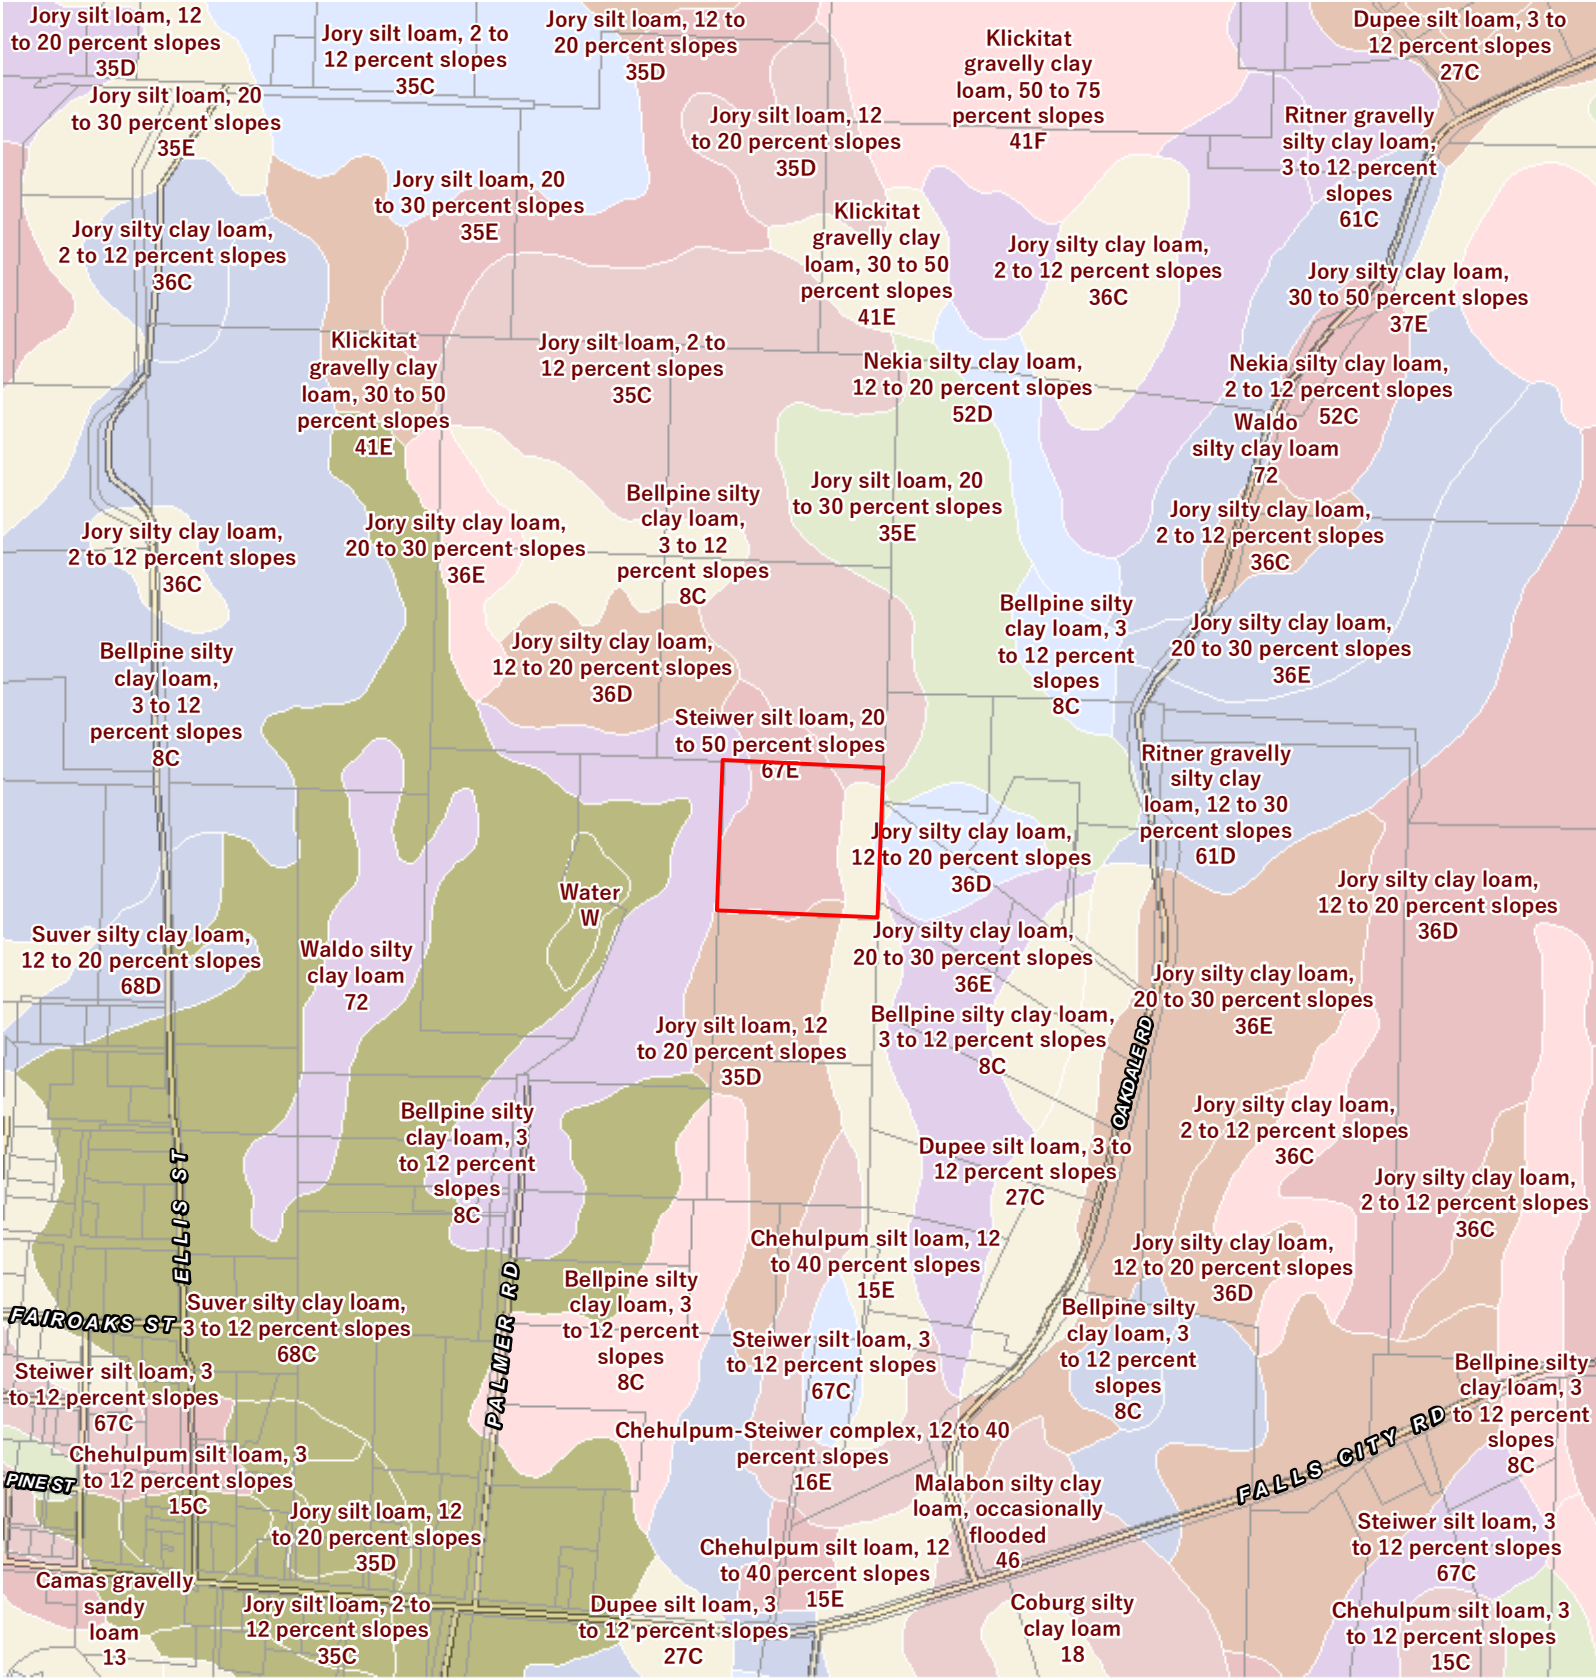 Jory silt loam, 12
to 20 percent slopes
35D
Jory silt loam, 2 to
12 percent slopes
35C
Jory silt loam, 12 to
20 percent slopes
35D
Klickitat
gravelly clay
loam, 50 to 75
percent slopes
41F
Dupee silt loam, 3 to
12 percent slopes
27C
Jory silt loam, 20
to 30 percent slopes
35E
Jory silt loam, 12
to 20 percent slopes
35D
Ritner gravelly
silty clay loam,
3 to 12 percent
slopes
61C
Jory silt loam, 20
to 30 percent slopes
35E
Jory silty clay loam,
2 to 12 percent slopes
36C
Klickitat
gravelly clay
loam, 30 to 50
percent slopes
41E
Jory silty clay loam,
2 to 12 percent slopes
36C
Jory silty clay loam,
30 to 50 percent slopes
37E
Klickitat
gravelly clay
loam, 30 to 50
percent slopes
41E
Jory silt loam, 2 to
12 percent slopes
35C
Nekia silty clay loam,
12 to 20 percent slopes
52D
Nekia silty clay loam,
2 to 12 percent slopes
52C
Waldo
silty clay loam
72
Jory silt loam, 20
to 30 percent slopes
35E
Bellpine silty
clay loam,
3 to 12
percent slopes
8C
Jory silty clay loam,
2 to 12 percent slopes
36C
Jory silty clay loam,
20 to 30 percent slopes
36E
Jory silty clay loam,
2 to 12 percent slopes
36C
Bellpine silty
clay loam, 3
to 12 percent
slopes
8C
Jory silty clay loam,
20 to 30 percent slopes
36E
Jory silty clay loam,
12 to 20 percent slopes
36D
Bellpine silty
clay loam,
3 to 12
percent slopes
8C
Steiwer silt loam, 20
to 50 percent slopes
67E
Ritner gravelly
silty clay
loam, 12 to 30
percent slopes
61D
Jory silty clay loam,
12 to 20 percent slopes
36D
Water
W
Jory silty clay loam,
12 to 20 percent slopes
36D
Suver silty clay loam,
12 to 20 percent slopes
68D
Waldo silty
clay loam
72
Jory silty clay loam,
20 to 30 percent slopes
36E
Jory silty clay loam,
20 to 30 percent slopes
36E
Bellpine silty clay loam,
3 to 12 percent slopes
8C
Jory silt loam, 12
to 20 percent slopes
35D
OAKDALE RD
Bellpine silty
clay loam, 3
to 12 percent
slopes
8C
Jory silty clay loam,
2 to 12 percent slopes
36C
Dupee silt loam, 3 to
12 percent slopes
27C
Jory silty clay loam,
2 to 12 percent slopes
36C
ELLIS ST
Chehulpum silt loam, 12
to 40 percent slopes
15E
Jory silty clay loam,
12 to 20 percent slopes
36D
Bellpine silty
clay loam, 3
to 12 percent
slopes
8C
PALMER RD
FAIROAKS ST
Suver silty clay loam,
3 to 12 percent slopes
68C
Bellpine silty
clay loam, 3
to 12 percent
slopes
8C
Steiwer silt loam, 3
to 12 percent slopes
67C
Steiwer silt loam, 3
to 12 percent slopes
67C
Bellpine silty
clay loam, 3
to 12 percent
slopes
8C
FALLS CITY RD
Chehulpum-Steiwer complex, 12 to 40
percent slopes
16E
Chehulpum silt loam, 3
to 12 percent slopes
15C
PINE ST
Malabon silty clay
loam, occasionally
flooded
46
Jory silt loam, 12
to 20 percent slopes
35D
Steiwer silt loam, 3
to 12 percent slopes
67C
Chehulpum silt loam, 12
to 40 percent slopes
15E
Camas gravelly
sandy
loam
13
Jory silt loam, 2 to
12 percent slopes
35C
Dupee silt loam, 3
to 12 percent slopes
27C
Coburg silty
clay loam
18
Chehulpum silt loam, 3
to 12 percent slopes
15C